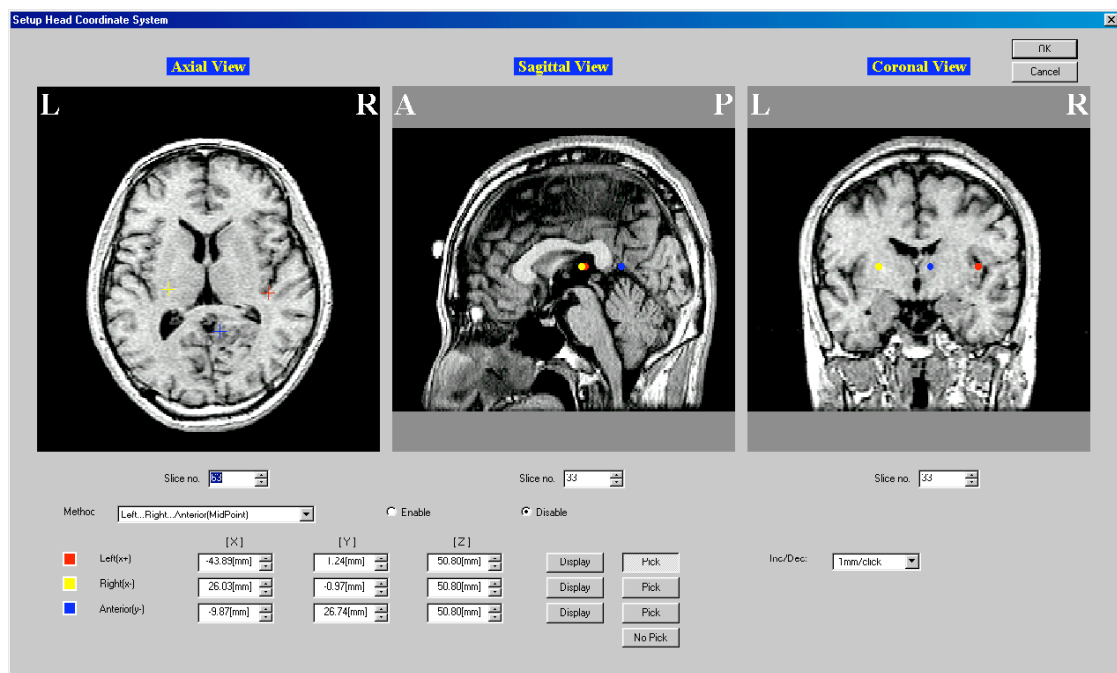 Setup Head Coordinate System
OK
Cancel
Axial View
Sagittal View
Coronal View
L R
A P
L R
Slice no. 63
Slice no. 33
Slice no. 33
Methoc Left...Right...Anterior(MidPoint)
Enable
Disable
[X] [Y] [Z]
Left(x+) -43.89[mm] 1.24[mm] 50.80[mm] Display Pick
Inc/Dec: 1mm/click
Right(x-) 26.03[mm] -0.97[mm] 50.80[mm] Display Pick
Anterior(y-) -9.87[mm] 26.74[mm] 50.80[mm] Display Pick
No Pick